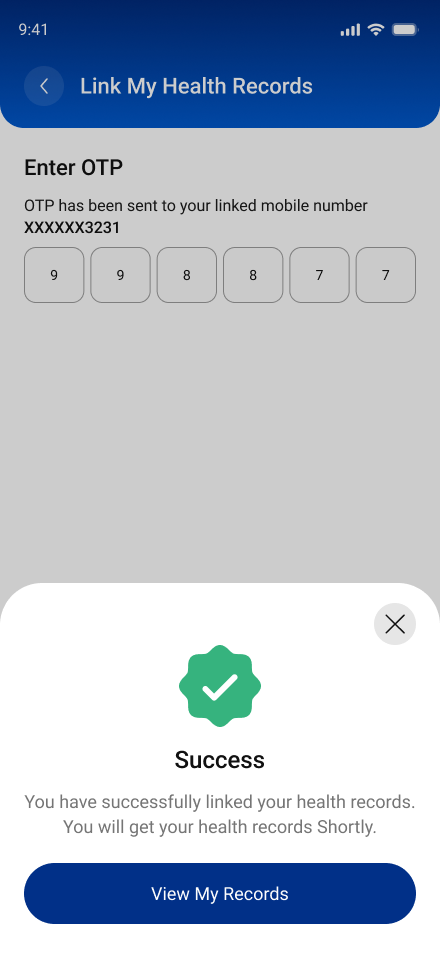 9:41
Link My Health Records
Enter OTP
OTP has been sent to your linked mobile number
XXXXXX3231
9 9 8 8 7 7
Success
You have successfully linked your health records.
You will get your health records Shortly.
View My Records